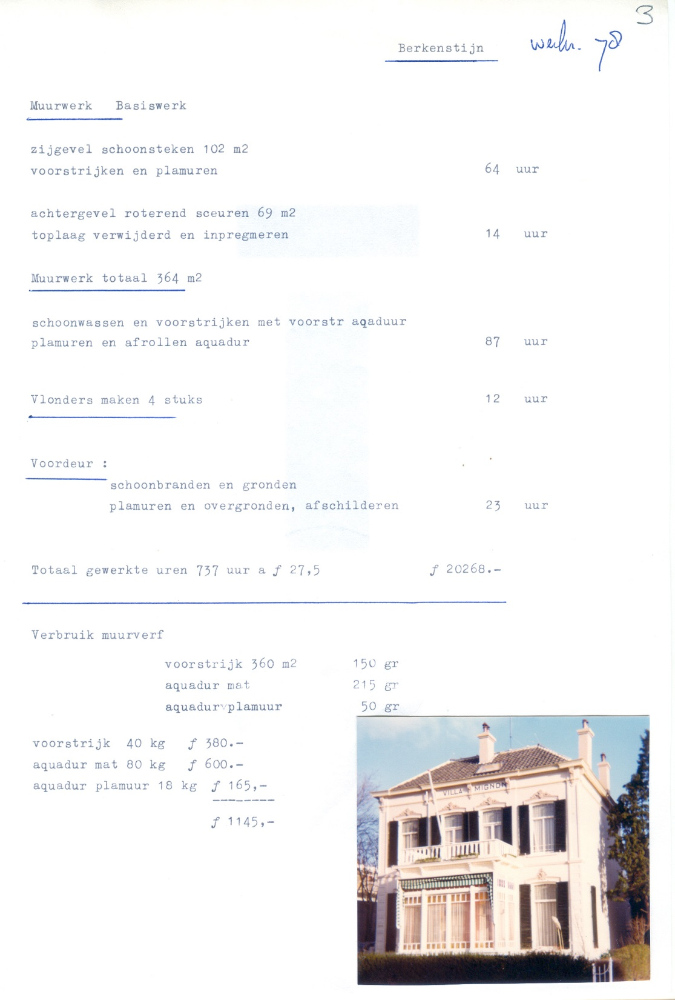 3
Berkenstijn
78
Muurwerk Basiswerk
zijgevel schoonsteken 102 m2
voorstrijken en plamuren 64 uur
achtergevel roterend sceuren 69 m2
toplaag verwijderd en inpregmeren 14 uur
Muurwerk totaal 364 m2
schoonwassen en voorstrijken met voorstr aqaduur
plamuren en afrollen aquadur 87 uur
Vlonders maken 4 stuks 12 uur
Voordeur :
schoonbranden en gronden
plamuren en overgronden, afschilderen 23 uur
Totaal gewerkte uren 737 uur a ƒ 27,5 ƒ 20268.-
Verbruik muurverf
voorstrijk 360 m2 150 gr
aquadur mat 215 gr
aquadurvplamuur 50 gr
voorstrijk 40 kg ƒ 380.-
aquadur mat 80 kg ƒ 600.-
aquadur plamuur 18 kg ƒ 165,-
--------
ƒ 1145,-
VILLA MIGNON